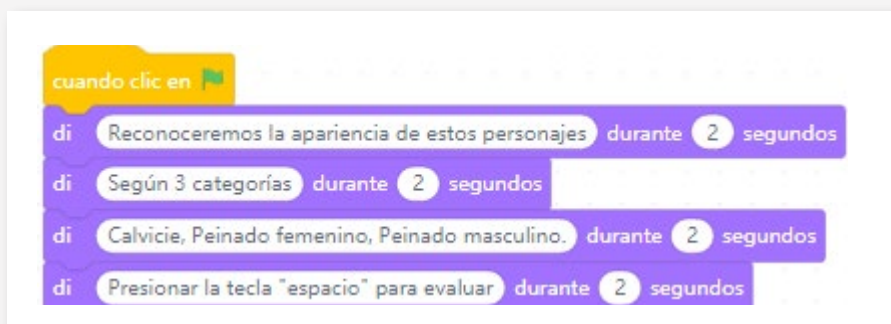 cuando clic en
di Reconoceremos la apariencia de estos personajes durante 2 segundos
di Según 3 categorías durante 2 segundos
di Calvicie, Peinado femenino, Peinado masculino. durante 2 segundos
di Presionar la tecla "espacio" para evaluar durante 2 segundos